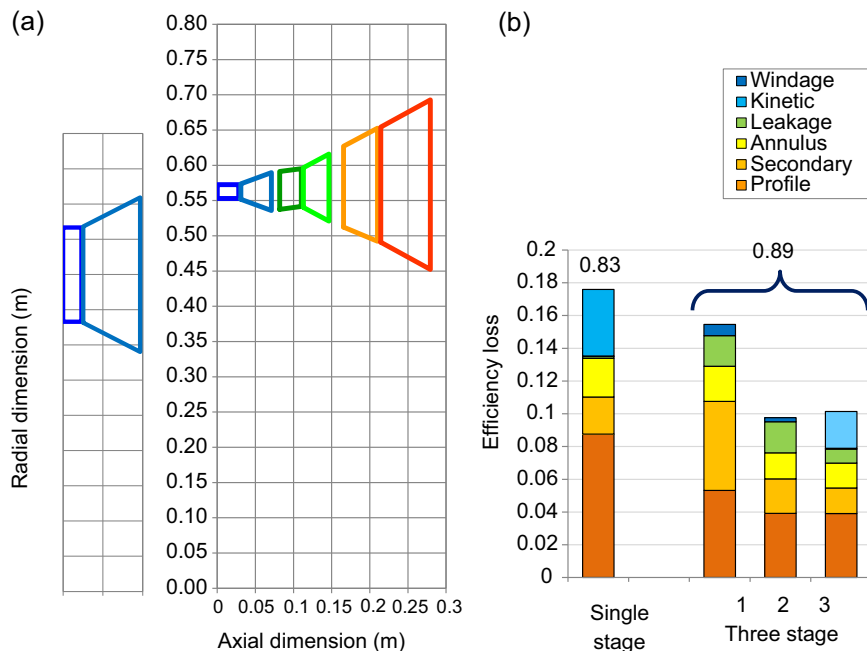 (a)
Radial dimension (m)
0.80
0.75
0.70
0.65
0.60
0.55
0.50
0.45
0.40
0.35
0.30
0.25
0.20
0.15
0.10
0.05
0.00
0 0.05 0.1 0.15 0.2 0.25 0.3
Axial dimension (m)
(b)
Windage
Kinetic
Leakage
Annulus
Secondary
Profile
Efficiency loss
0.2
0.18
0.16
0.14
0.12
0.1
0.08
0.06
0.04
0.02
0
0.83
0.89
Single
stage
1 2 3
Three stage